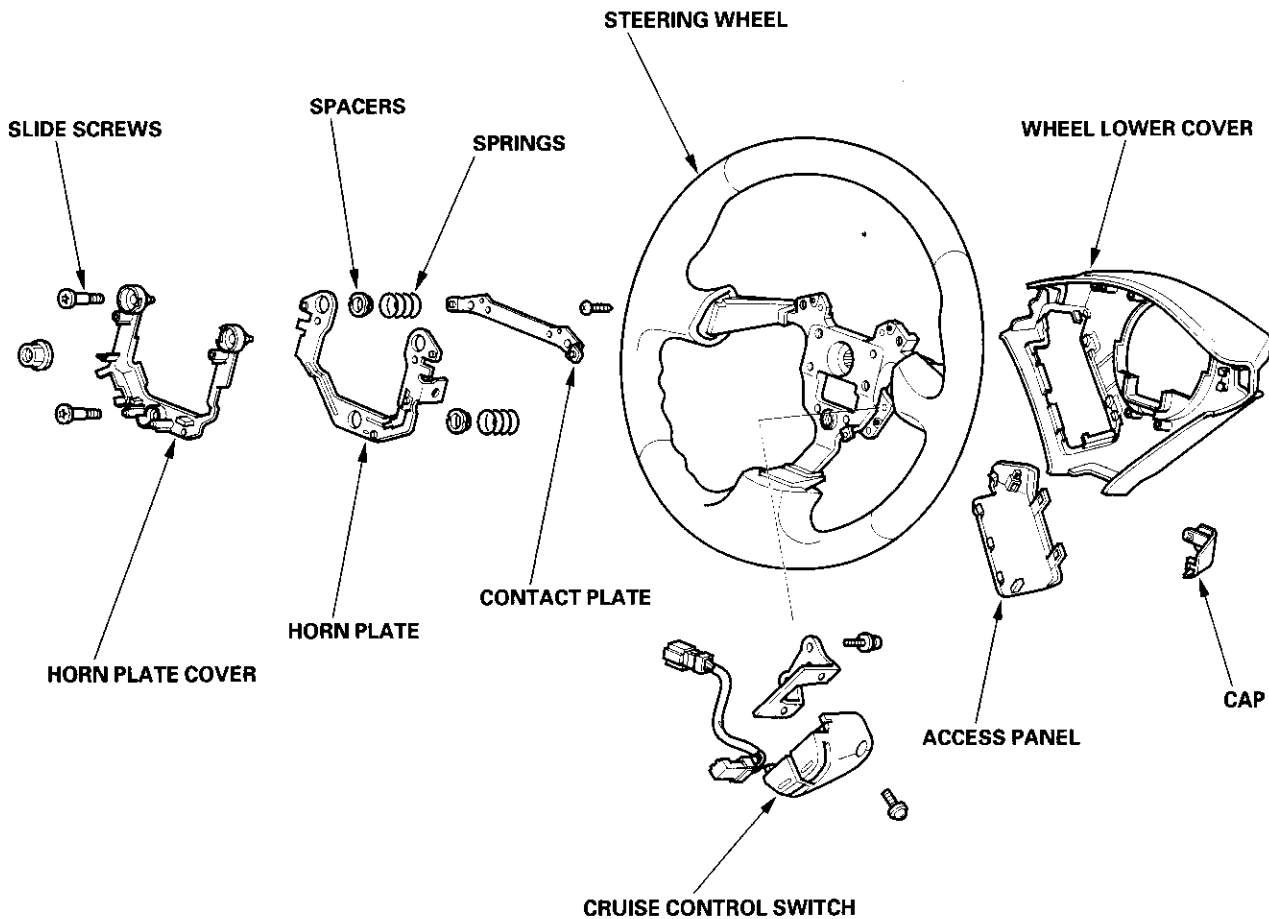 STEERING WHEEL
SPACERS
SLIDE SCREWS
SPRINGS
WHEEL LOWER COVER
CONTACT PLATE
HORN PLATE
HORN PLATE COVER
CAP
ACCESS PANEL
CRUISE CONTROL SWITCH